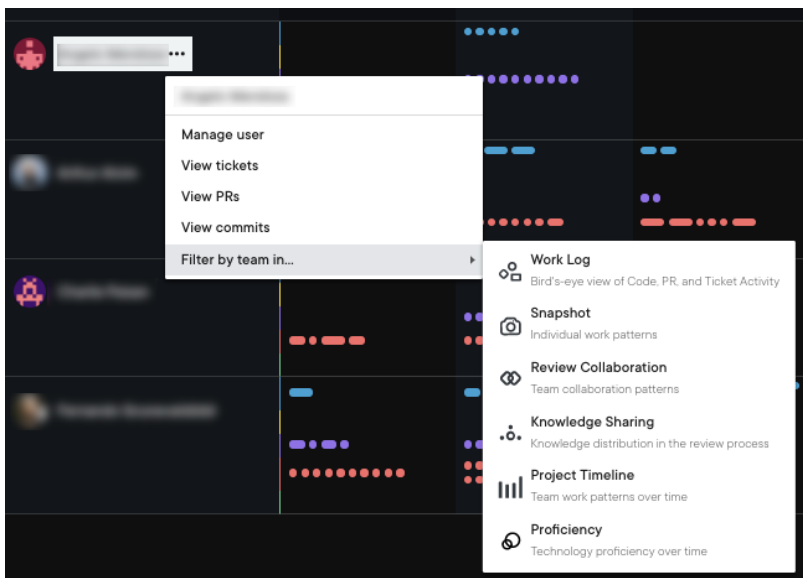 Manage user
View tickets
View PRs
View commits
Filter by team in...
Work Log
Bird's-eye view of Code, PR, and Ticket Activity
Snapshot
Individual work patterns
Review Collaboration
Team collaboration patterns
Knowledge Sharing
Knowledge distribution in the review process
Project Timeline
Team work patterns over time
Proficiency
Technology proficiency over time